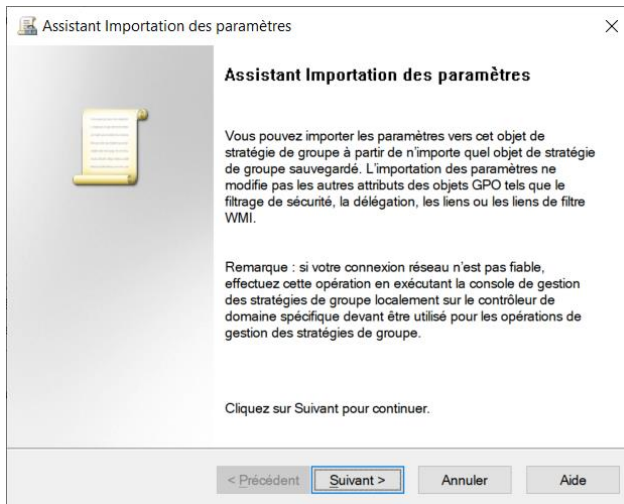 Assistant Importation des paramètres
Assistant Importation des paramètres
Vous pouvez importer les paramètres vers cet objet de
stratégie de groupe à partir de n'importe quel objet de stratégie
de groupe sauvegardé. L'importation des paramètres ne
modifie pas les autres attributs des objets GPO tels que le
filtrage de sécurité, la délégation, les liens ou les liens de filtre
WMI.
Remarque : si votre connexion réseau n'est pas fiable,
effectuez cette opération en exécutant la console de gestion
des stratégies de groupe localement sur le contrôleur de
domaine spécifique devant être utilisé pour les opérations de
gestion des stratégies de groupe.
Cliquez sur Suivant pour continuer.
< Précédent Suivant > Annuler Aide